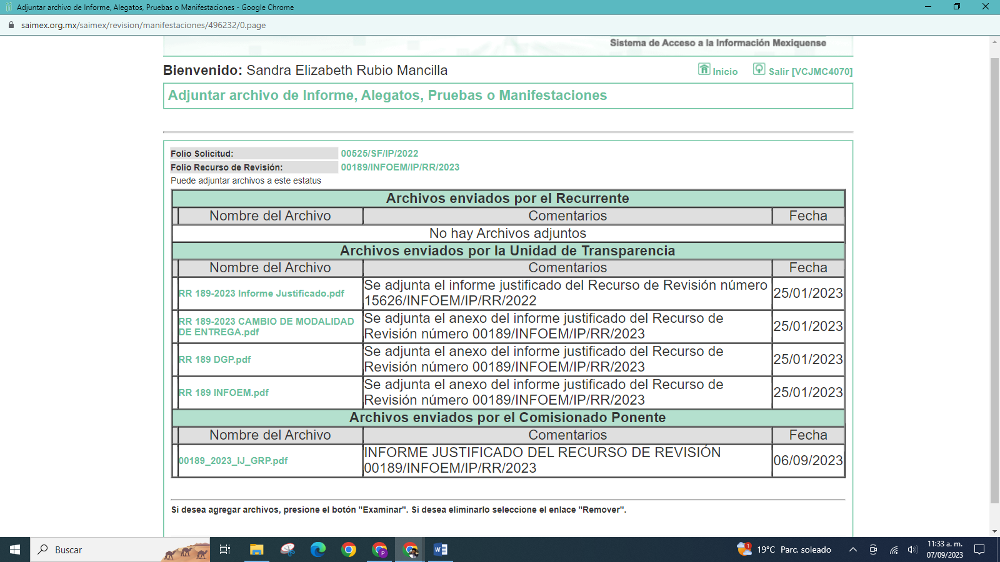 Adjuntar archivo de Informe, Alegatos, Pruebas o Manifestaciones - Google Chrome
saimex.org.mx/saimex/revision/manifestaciones/496232/0.page
Sistema de Acceso a la Información Mexiquense
Bienvenido: Sandra Elizabeth Rubio Mancilla
Inicio Salir [VCJMC4070]
Adjuntar archivo de Informe, Alegatos, Pruebas o Manifestaciones
Folio Solicitud: 00525/SF/IP/2022
Folio Recurso de Revisión: 00189/INFOEM/IP/RR/2023
Puede adjuntar archivos a este estatus
Archivos enviados por el Recurrente
Nombre del Archivo Comentarios Fecha
No hay Archivos adjuntos
Archivos enviados por la Unidad de Transparencia
Nombre del Archivo Comentarios Fecha
RR 189-2023 Informe Justificado.pdf
Se adjunta el informe justificado del Recurso de Revisión número
15626/INFOEM/IP/RR/2022
25/01/2023
RR 189-2023 CAMBIO DE MODALIDAD
DE ENTREGA.pdf
Se adjunta el anexo del informe justificado del Recurso de
Revisión número 00189/INFOEM/IP/RR/2023
25/01/2023
RR 189 DGP.pdf
Se adjunta el anexo del informe justificado del Recurso de
Revisión número 00189/INFOEM/IP/RR/2023
25/01/2023
RR 189 INFOEM.pdf
Se adjunta el anexo del informe justificado del Recurso de
Revisión número 00189/INFOEM/IP/RR/2023
25/01/2023
Archivos enviados por el Comisionado Ponente
Nombre del Archivo Comentarios Fecha
00189_2023_IJ_GRP.pdf
INFORME JUSTIFICADO DEL RECURSO DE REVISIÓN
00189/INFOEM/IP/RR/2023
06/09/2023
Si desea agregar archivos, presione el botón "Examinar". Si desea eliminarlo seleccione el enlace "Remover".
Buscar
P
W
1
19°C Parc. soleado
11:33 a. m.
07/09/2023